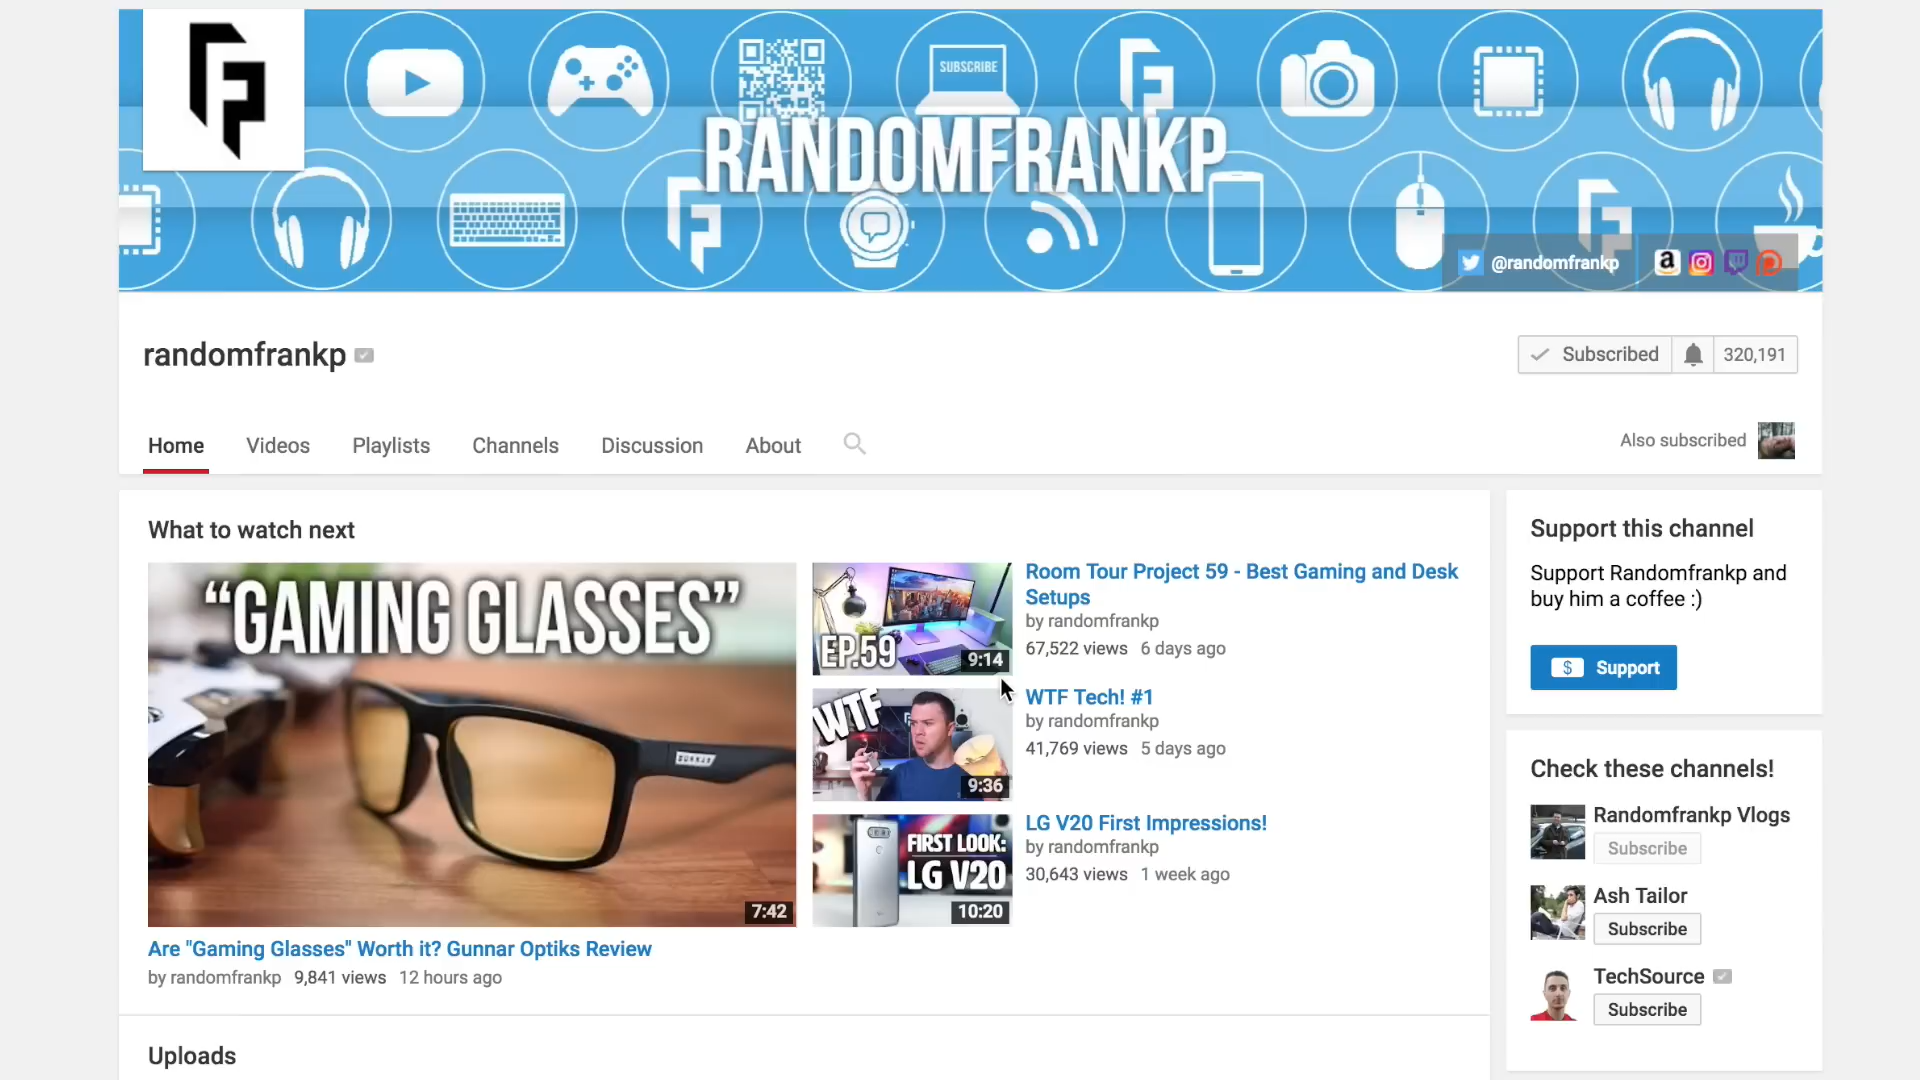 SUBSCRIBE
RANDOMFRANKP
@randomfrankp
randomfrankp
Subscribed
320,191
Home
Videos
Playlists
Channels
Discussion
About
Also subscribed
What to watch next
"GAMING GLASSES"
GUNNAR
7:42
Are "Gaming Glasses" Worth it? Gunnar Optiks Review
by randomfrankp 9,841 views 12 hours ago
EP.59
9:14
Room Tour Project 59 - Best Gaming and Desk
Setups
by randomfrankp
67,522 views 6 days ago
WTF
9:36
WTF Tech! #1
by randomfrankp
41,769 views 5 days ago
FIRST LOOK:
LG V20
10:20
LG V20 First Impressions!
by randomfrankp
30,643 views 1 week ago
Support this channel
Support Randomfrankp and
buy him a coffee :)
$ Support
Check these channels!
Randomfrankp Vlogs
Subscribe
Ash Tailor
Subscribe
TechSource
Subscribe
Uploads